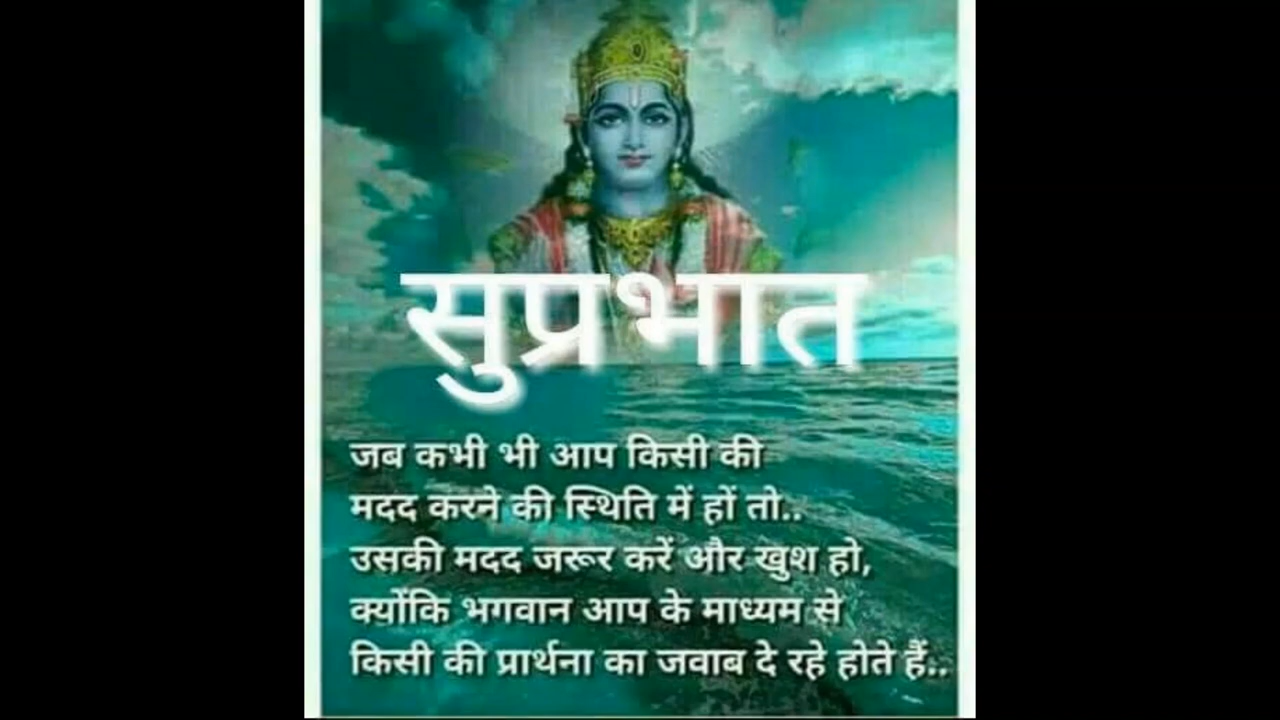 सुप्रभात
जब कभी भी आप किसी की
मदद करने की स्थिति में हों तो..
उसकी मदद जरूर करें और खुश हो,
क्योंकि भगवान आप के माध्यम से
किसी की प्रार्थना का जवाब दे रहे होते हैं..